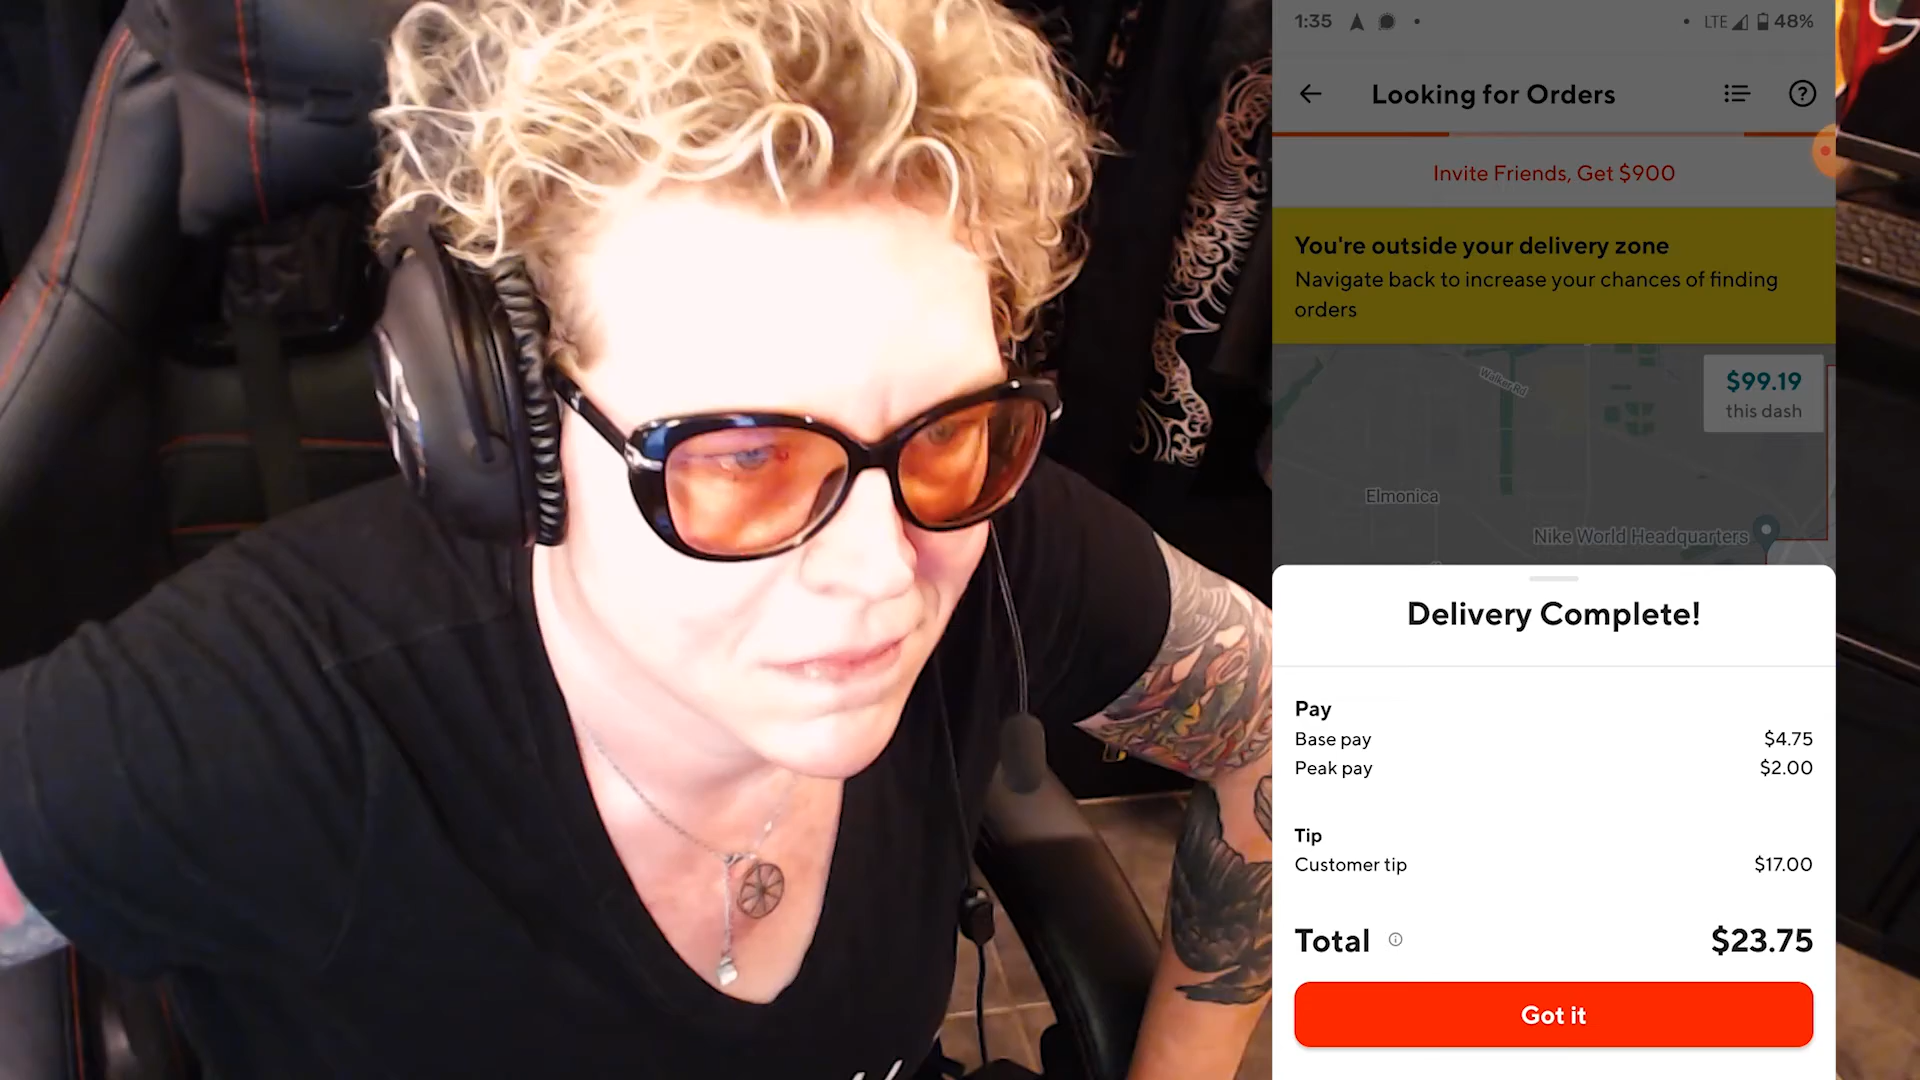 1:35
LTE 48%
Looking for Orders
Invite Friends, Get $900
You're outside your delivery zone
Navigate back to increase your chances of finding
orders
Walker Rd
$99.19
this dash
Elmonica
Nike World Headquarters
Delivery Complete!
Pay
Base pay $4.75
Peak pay $2.00
Tip
Customer tip $17.00
Total $23.75
Got it